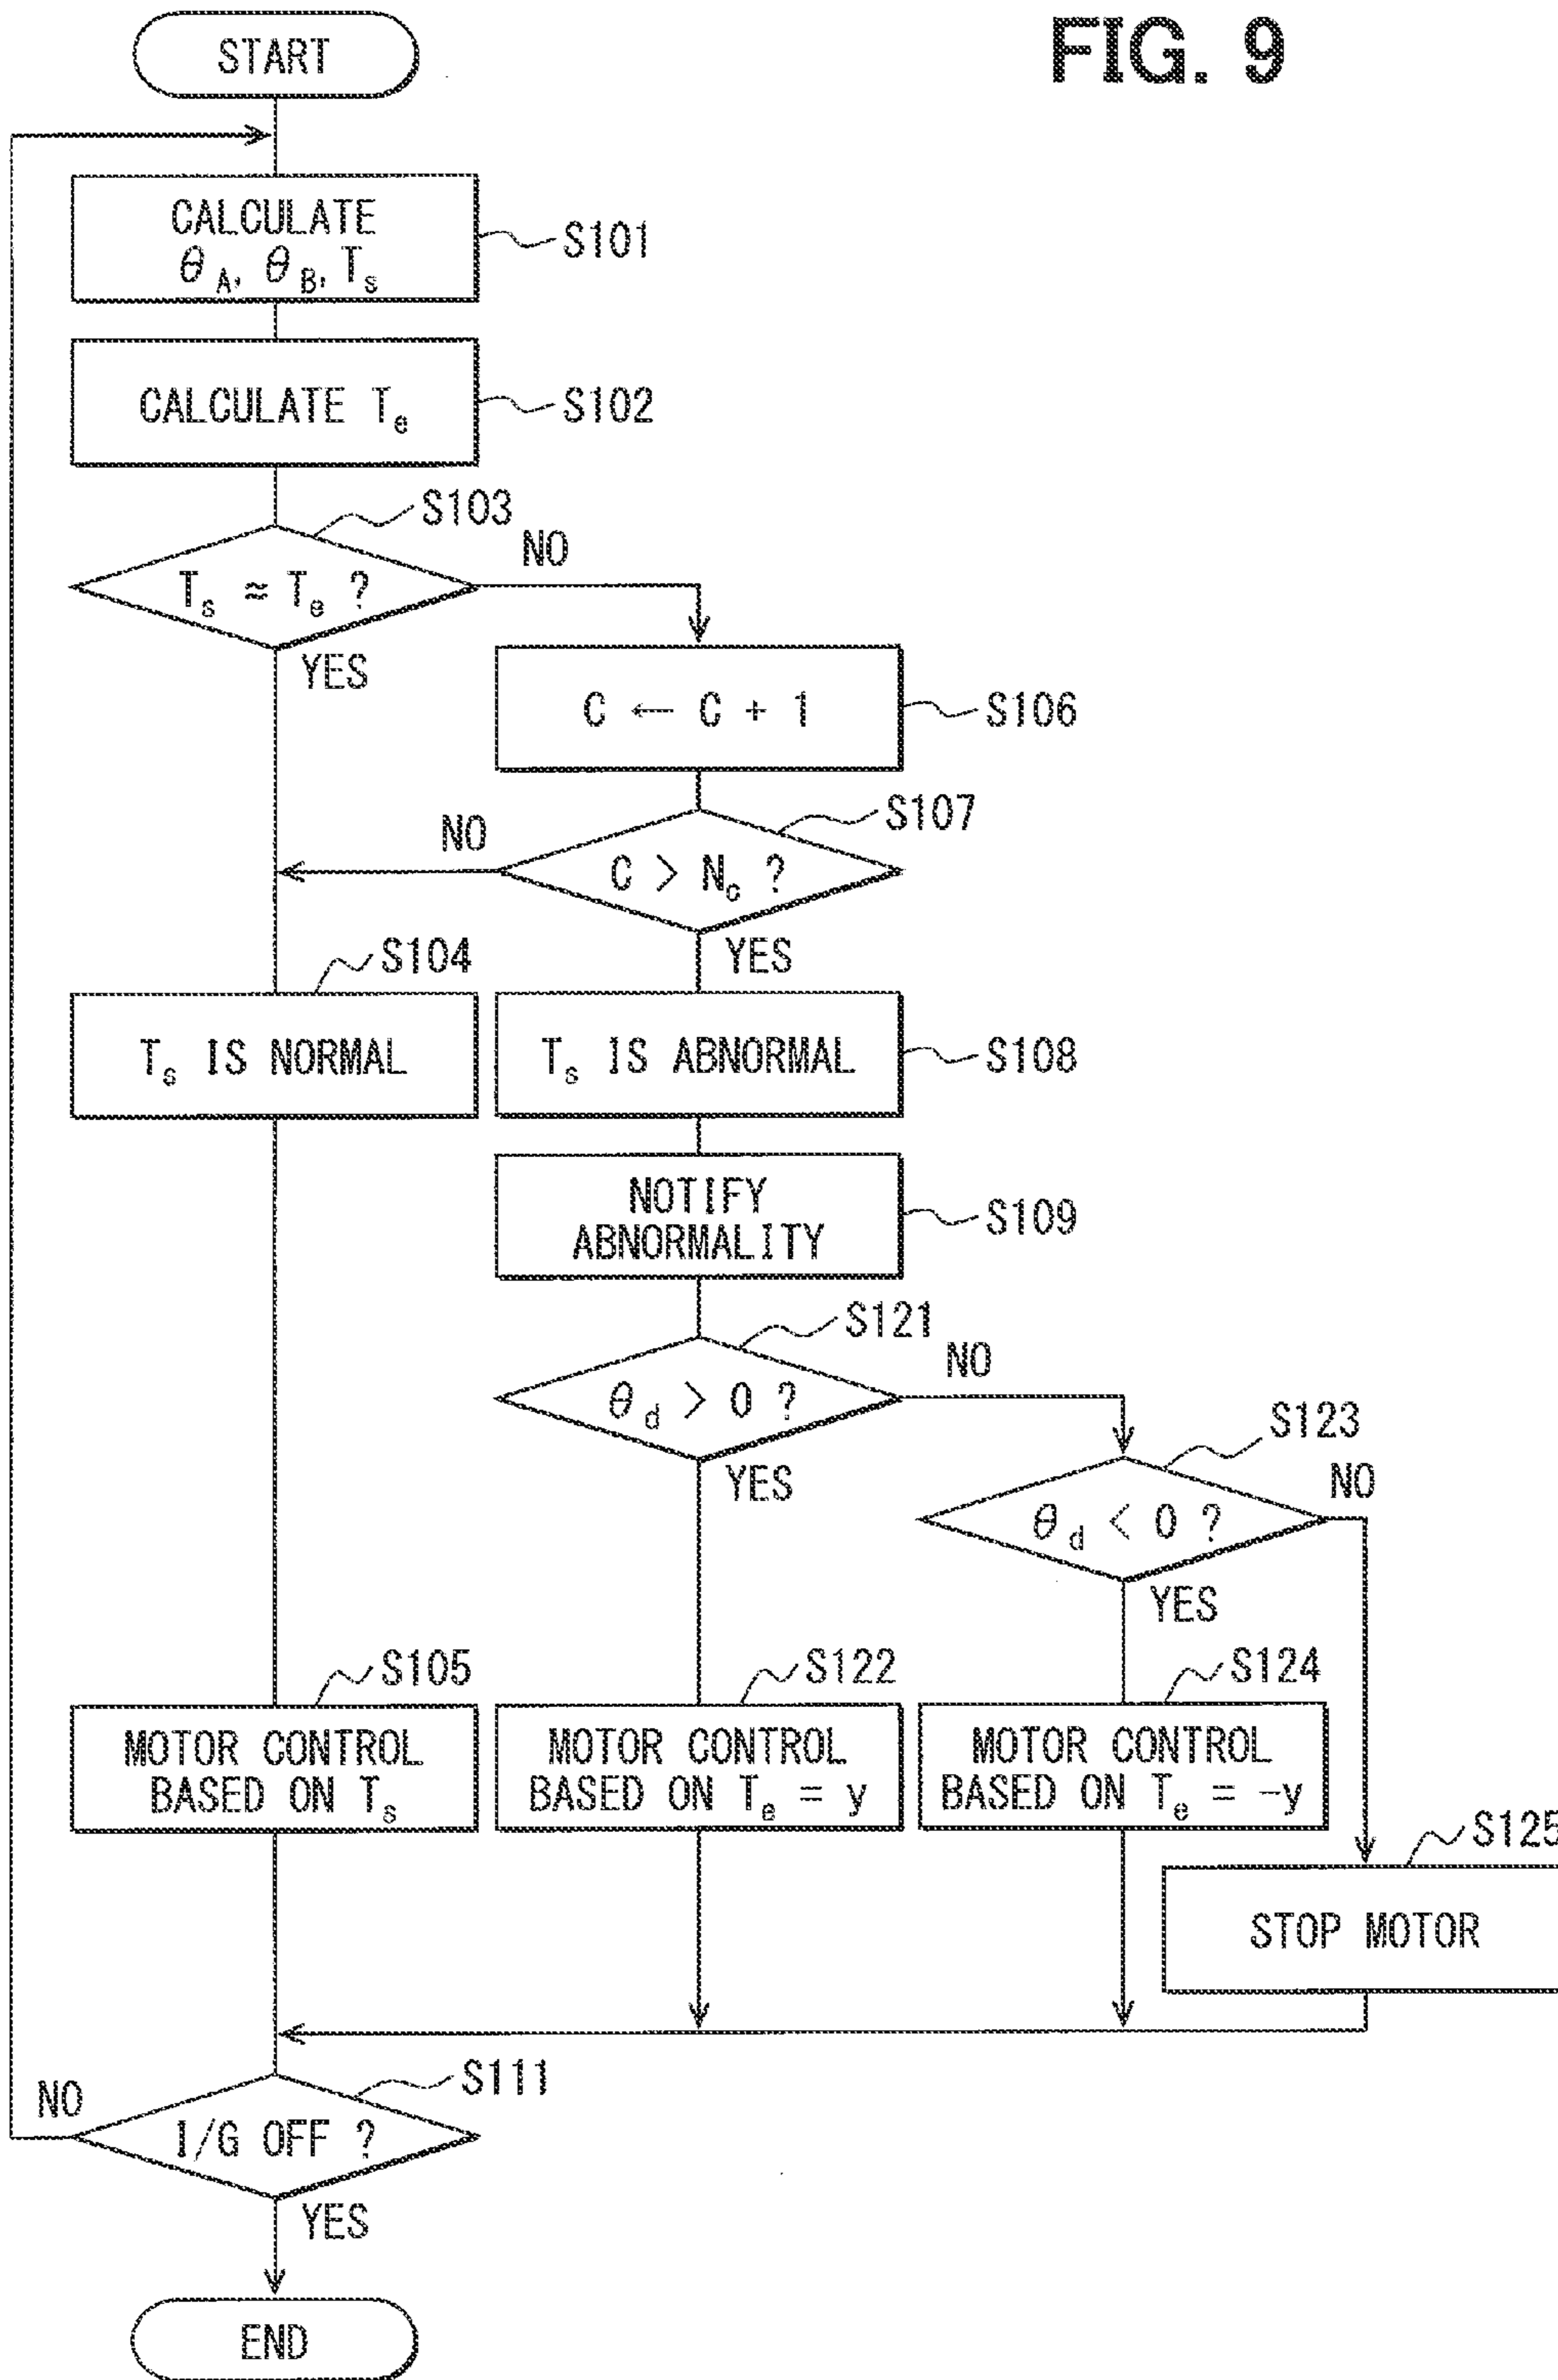 FIG. 9
START
CALCULATE
θA, θB, Ts
S101
CALCULATE Te
S102
S103
Ts ≈ Te ?
NO
YES
C ← C + 1
S106
S107
NO
C > Nc ?
YES
S104
Ts IS NORMAL
Ts IS ABNORMAL
S108
NOTIFY
ABNORMALITY
S109
S121
θd > 0 ?
NO
YES
S123
θd < 0 ?
NO
YES
S105
MOTOR CONTROL
BASED ON Ts
S122
MOTOR CONTROL
BASED ON Te = y
S124
MOTOR CONTROL
BASED ON Te = -y
S125
STOP MOTOR
S111
NO
I/G OFF ?
YES
END